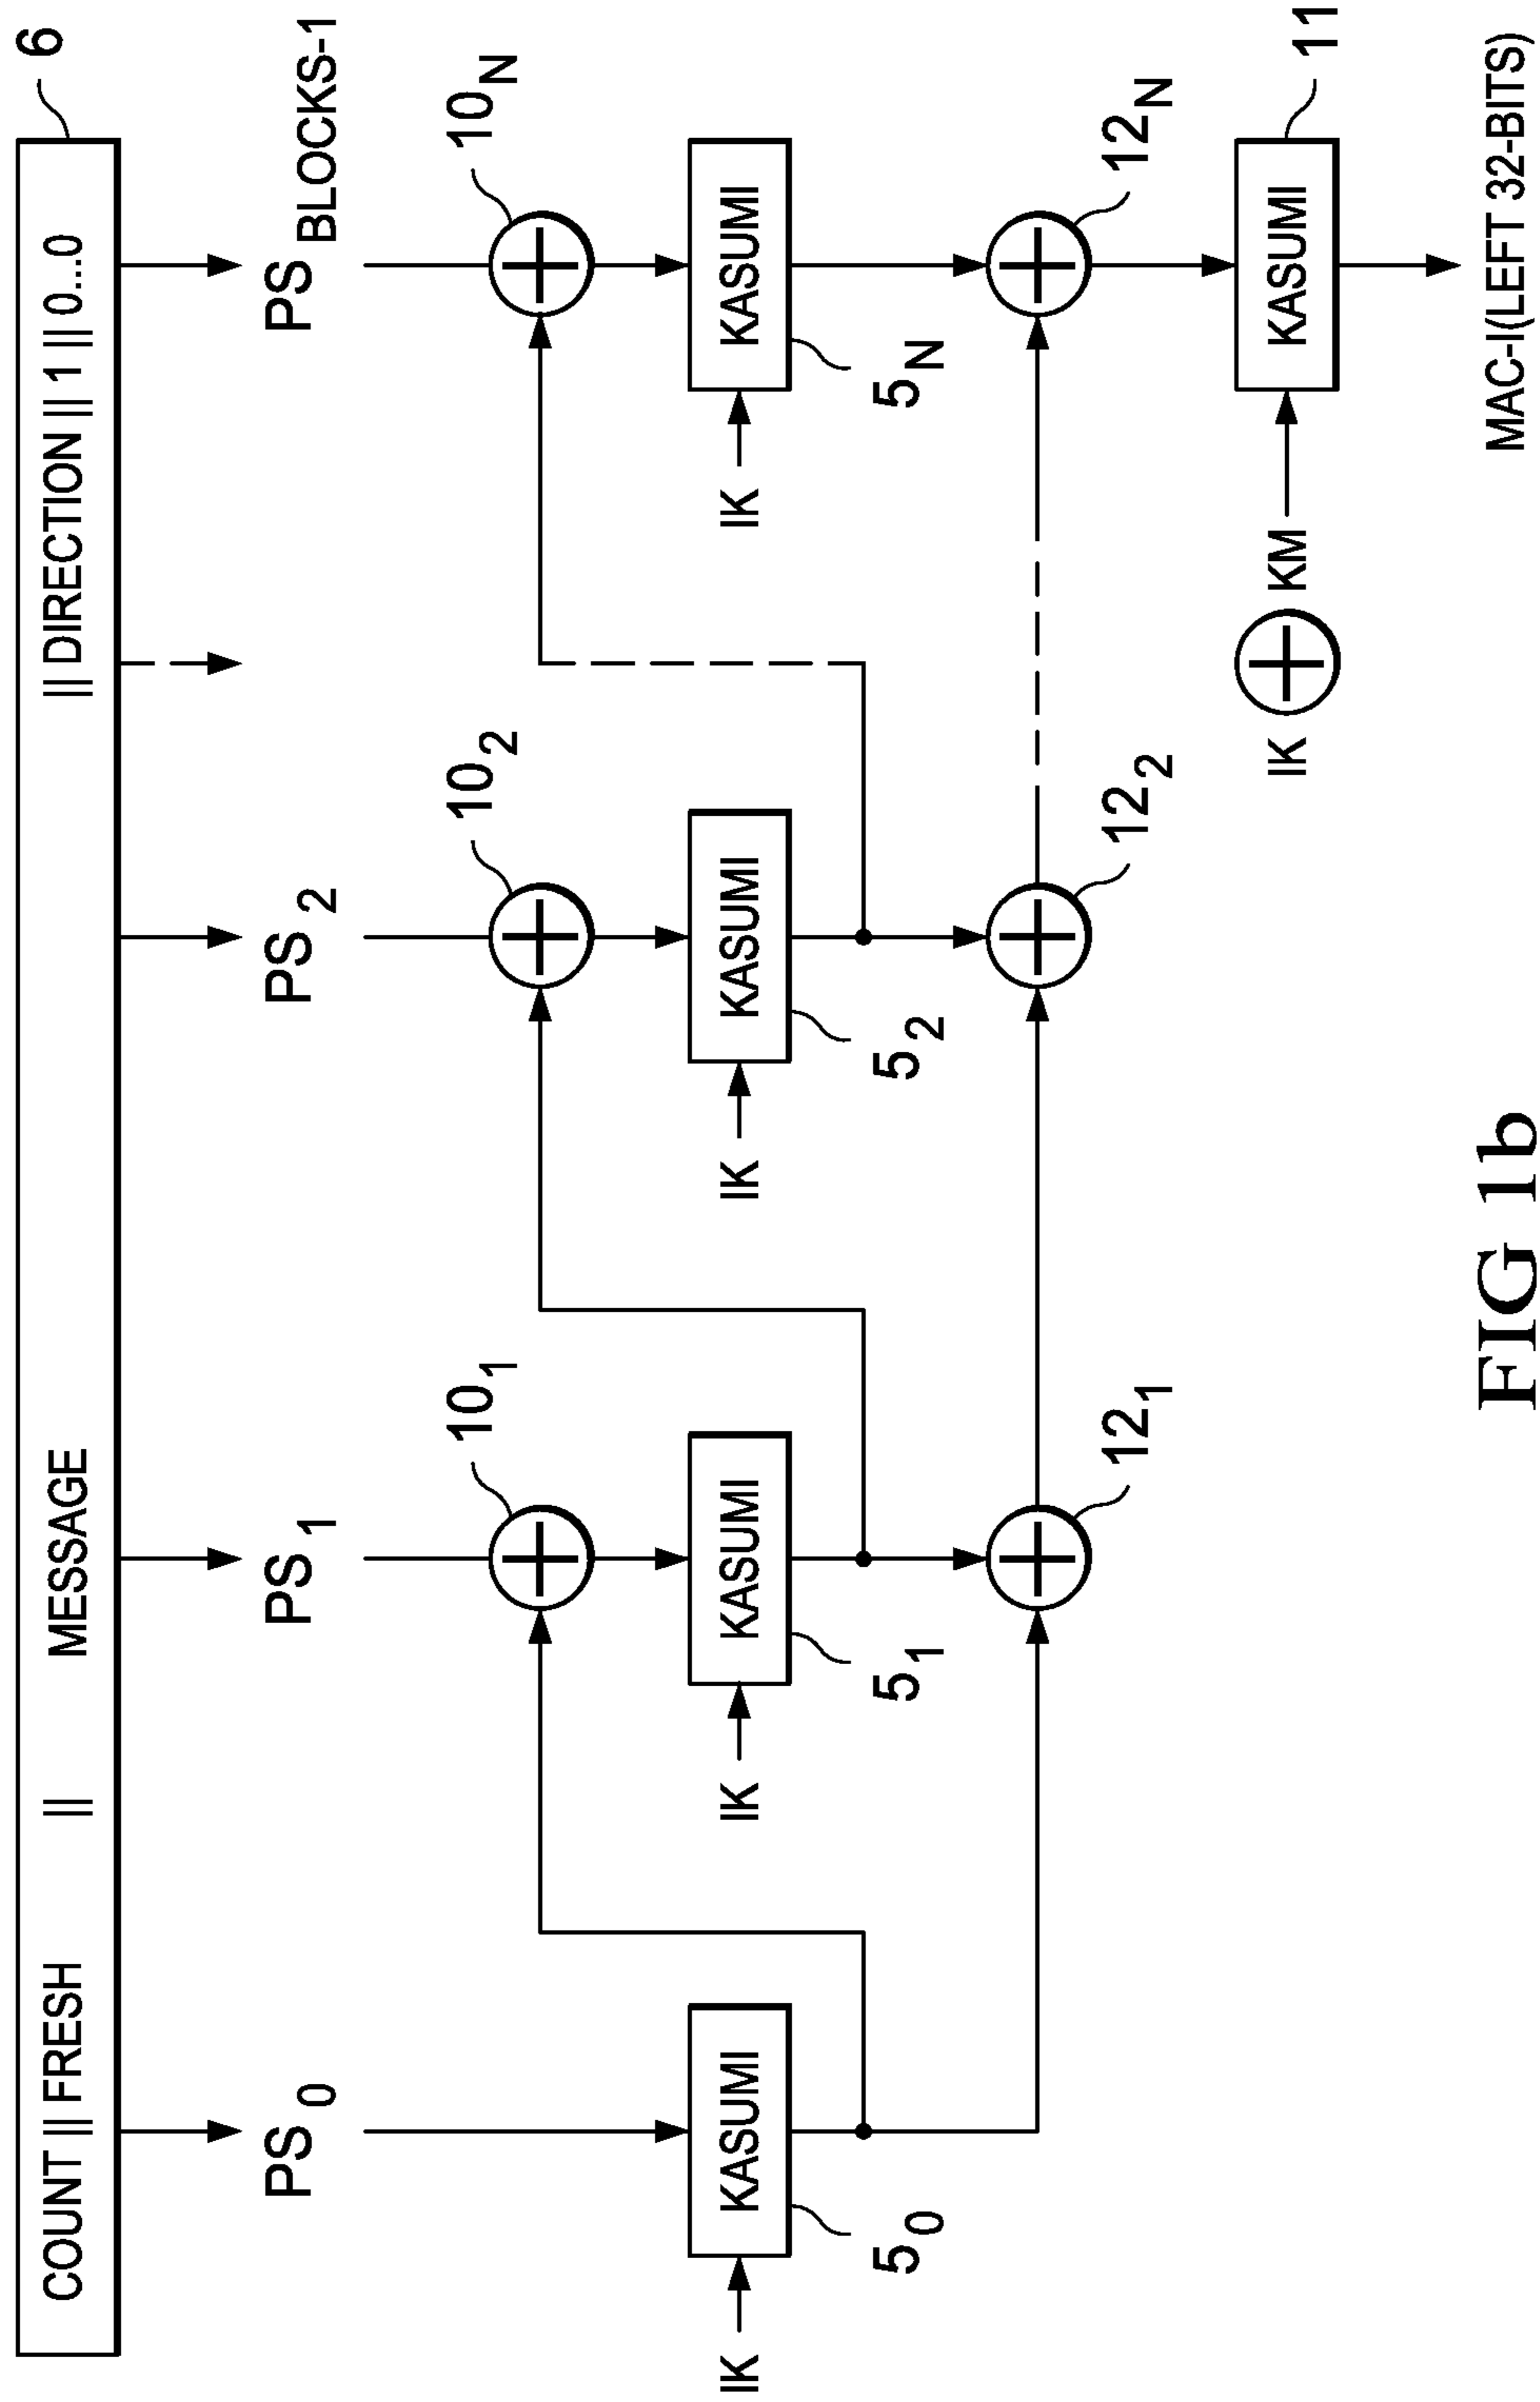 COUNT || FRESH || MESSAGE || DIRECTION || 1 || 0...0
6
PS0 PS1 PS2 PSBLOCKS-1
101 102 10N
IK KASUMI IK KASUMI IK KASUMI IK KASUMI
50 51 52 5N
121 122 12N
IK KM KASUMI
11
MAC-I(LEFT 32-BITS)
FIG 1b